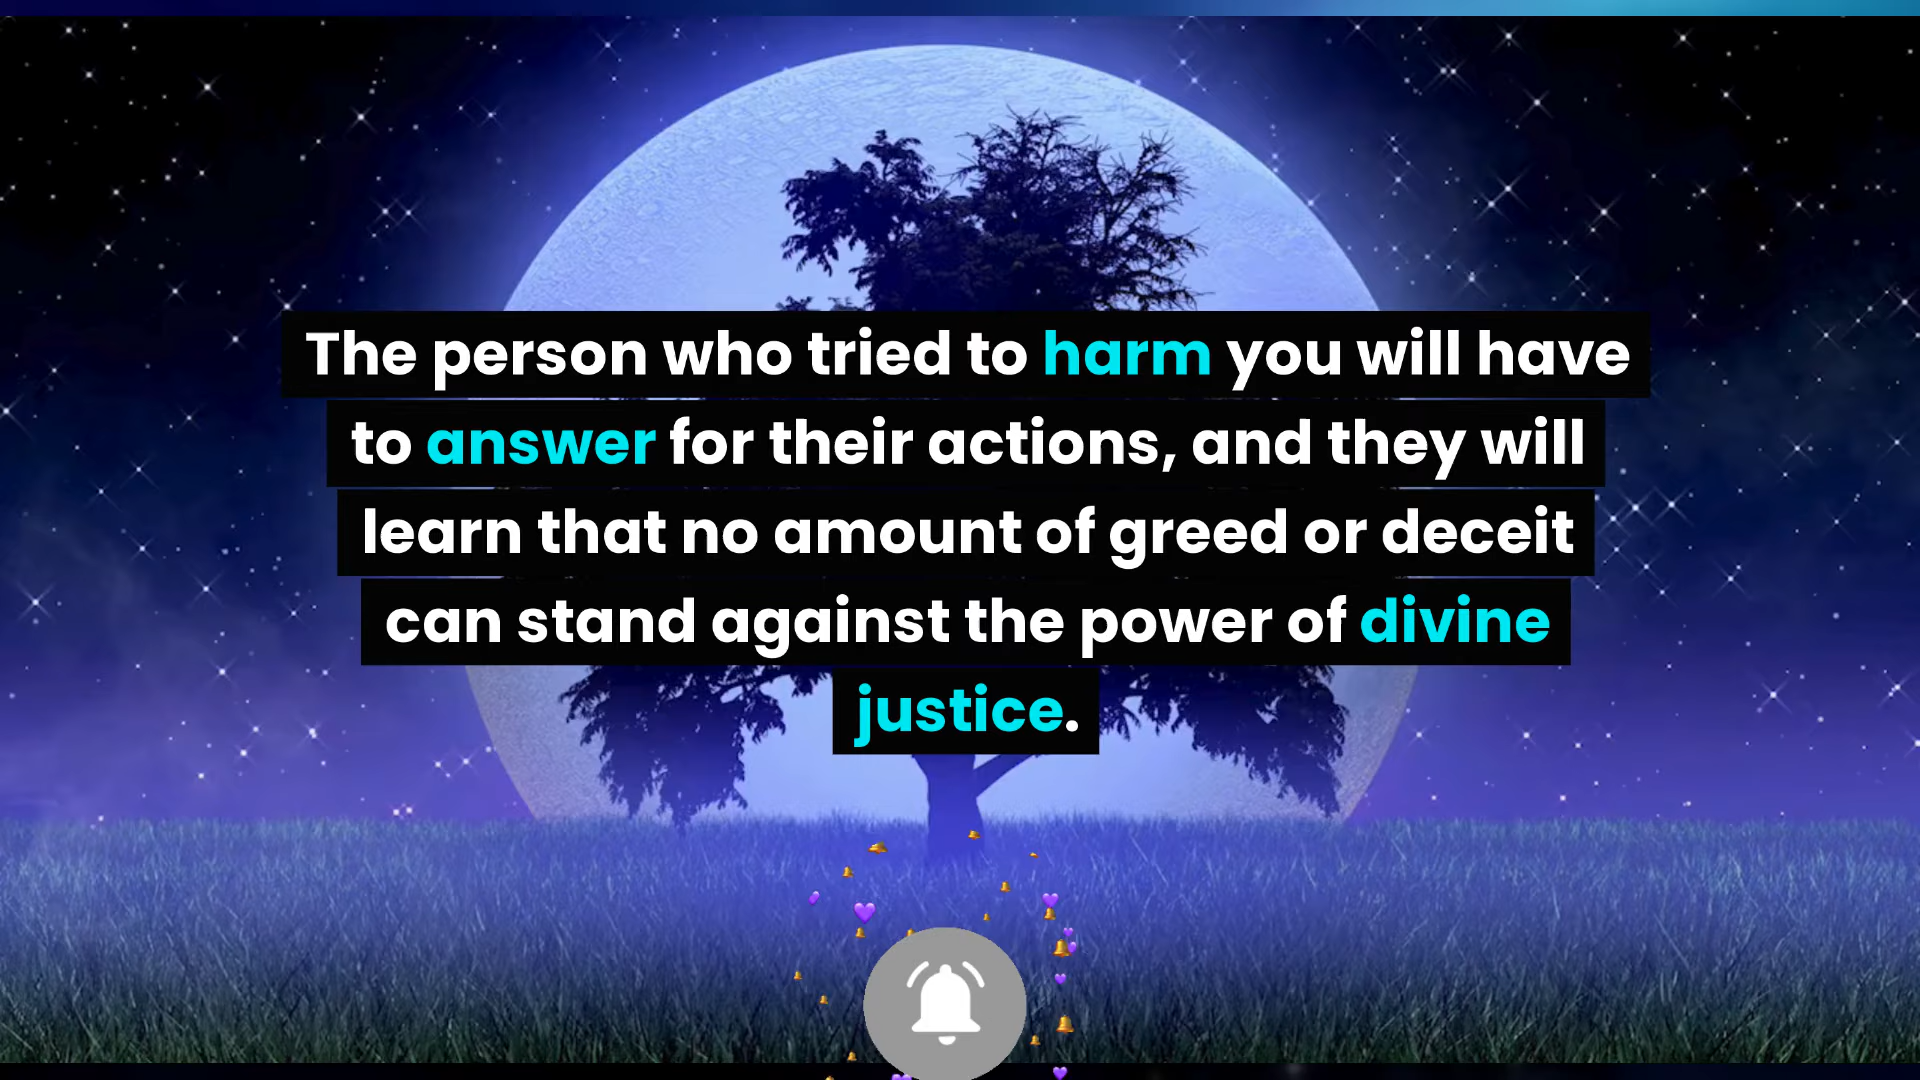 The person who tried to harm you will have
to answer for their actions, and they will
learn that no amount of greed or deceit
can stand against the power of divine
justice.